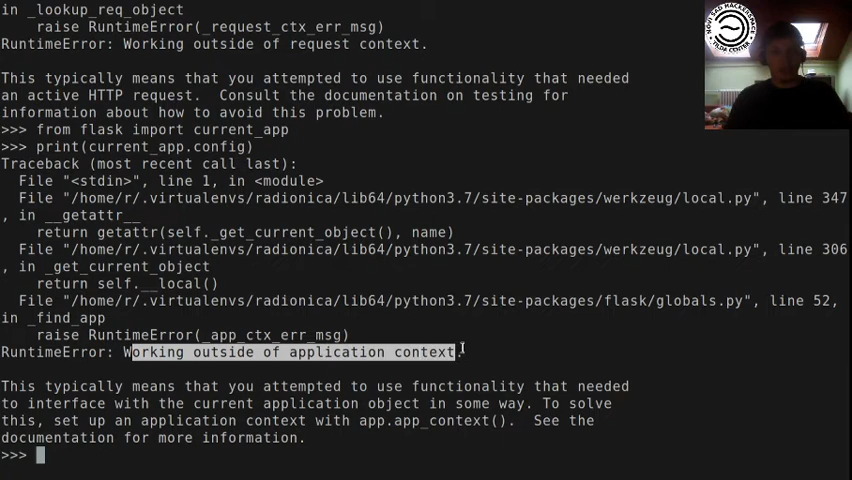 in _lookup_req_object
    raise RuntimeError(_request_ctx_err_msg)
RuntimeError: Working outside of request context.
This typically means that you attempted to use functionality that needed
an active HTTP request.  Consult the documentation on testing for
information about how to avoid this problem.
>>> from flask import current_app
>>> print(current_app.config)
Traceback (most recent call last):
  File "<stdin>", line 1, in <module>
  File "/home/r/.virtualenvs/radionica/lib64/python3.7/site-packages/werkzeug/local.py", line 347
, in __getattr__
    return getattr(self._get_current_object(), name)
  File "/home/r/.virtualenvs/radionica/lib64/python3.7/site-packages/werkzeug/local.py", line 306
, in _get_current_object
    return self.__local()
  File "/home/r/.virtualenvs/radionica/lib64/python3.7/site-packages/flask/globals.py", line 52,
in _find_app
    raise RuntimeError(_app_ctx_err_msg)
RuntimeError: Working outside of application context.
This typically means that you attempted to use functionality that needed
to interface with the current application object in some way. To solve
this, set up an application context with app.app_context().  See the
documentation for more information.
>>>
NOVI SAD HACKERSPACE
TILDA CENTER